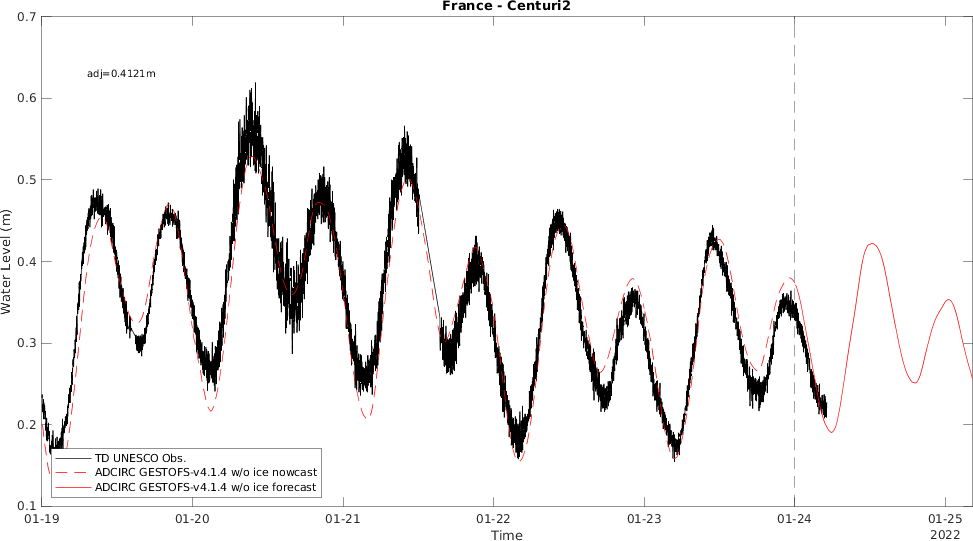 France - Centuri2
0.7
adj=0.4121m
0.6
0.5
0.4
0.3
0.2
0.1
Water Level (m)
TD UNESCO Obs.
ADCIRC GESTOFS-v4.1.4 w/o ice nowcast
ADCIRC GESTOFS-v4.1.4 w/o ice forecast
01-19 01-20 01-21 01-22 01-23 01-24 01-25
Time 2022